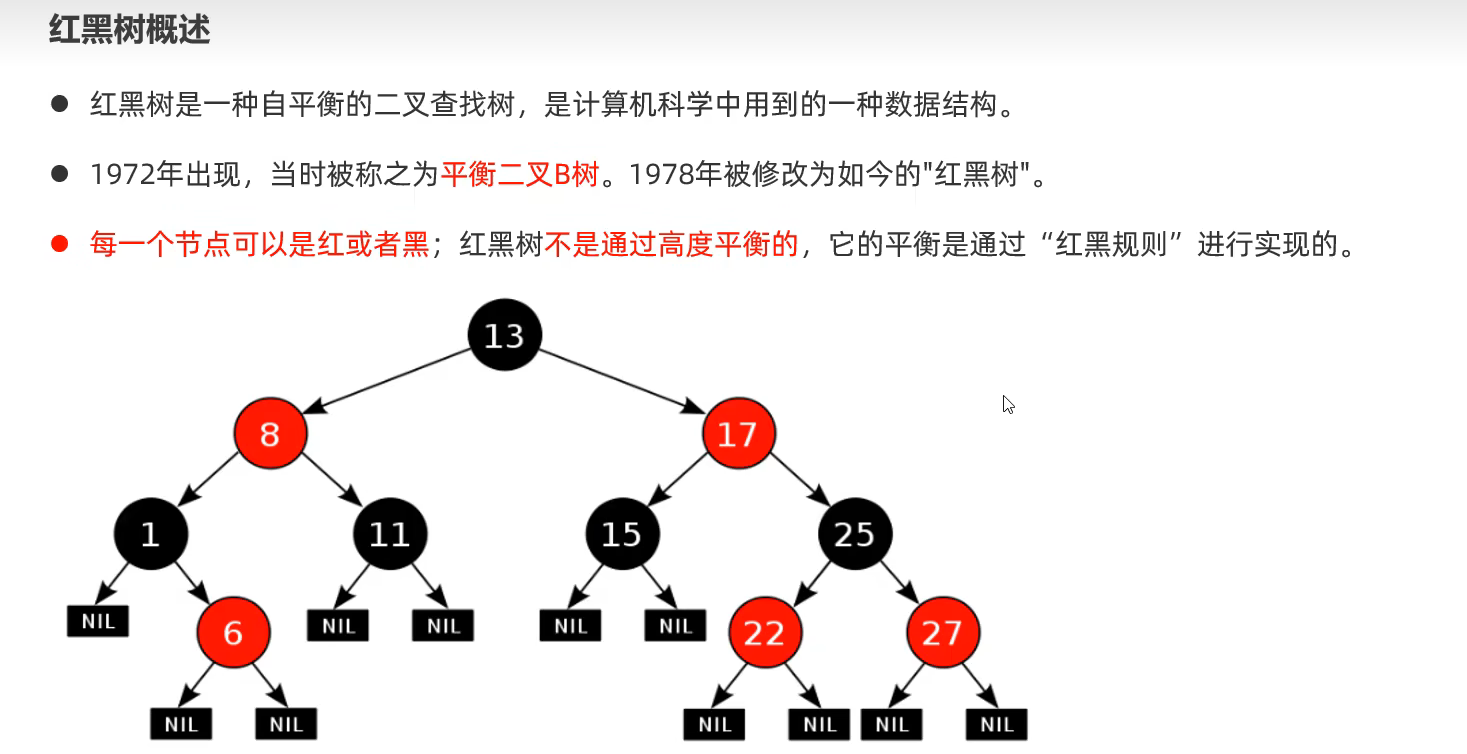 红黑树概述
● 红黑树是一种自平衡的二叉查找树，是计算机科学中用到的一种数据结构。
● 1972年出现，当时被称之为平衡二叉B树。1978年被修改为如今的"红黑树"。
● 每一个节点可以是红或者黑；红黑树不是通过高度平衡的，它的平衡是通过“红黑规则”进行实现的。
13
8 17
1 11 15 25
NIL 6 NIL NIL NIL NIL 22 27
NIL NIL NIL NIL NIL NIL